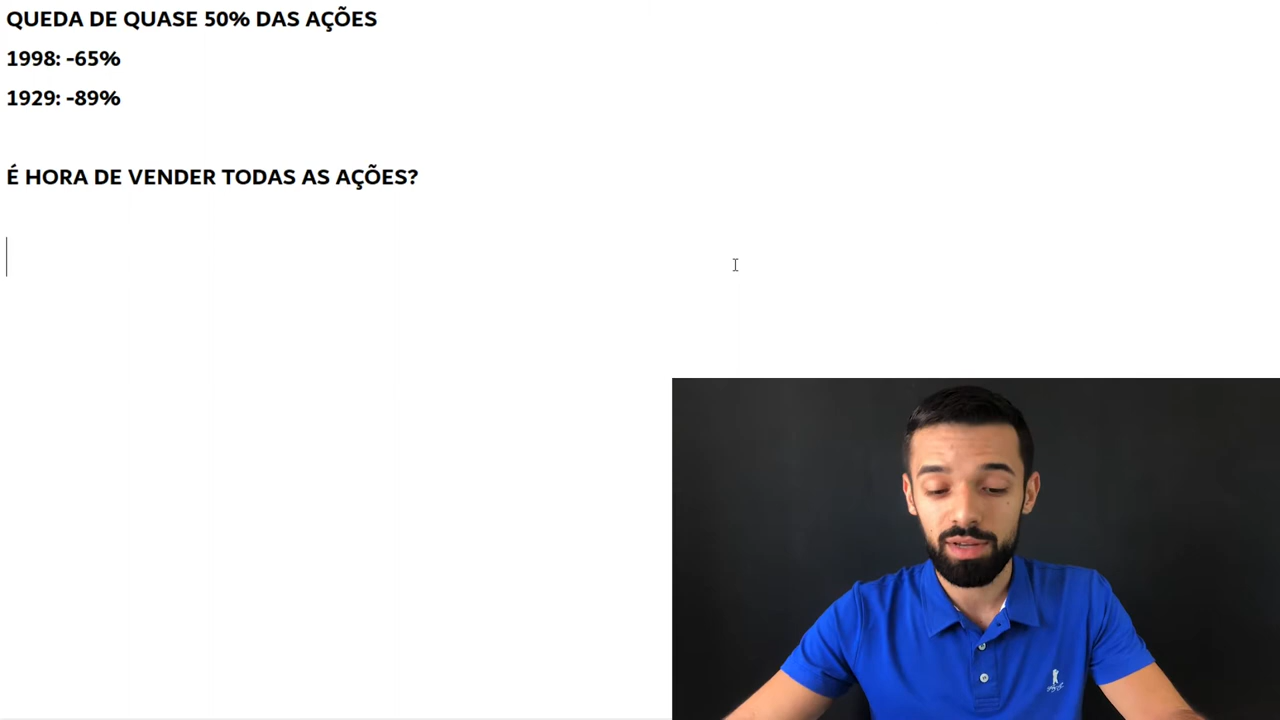 QUEDA DE QUASE 50% DAS AÇÕES
1998: -65%
1929: -89%
É HORA DE VENDER TODAS AS AÇÕES?